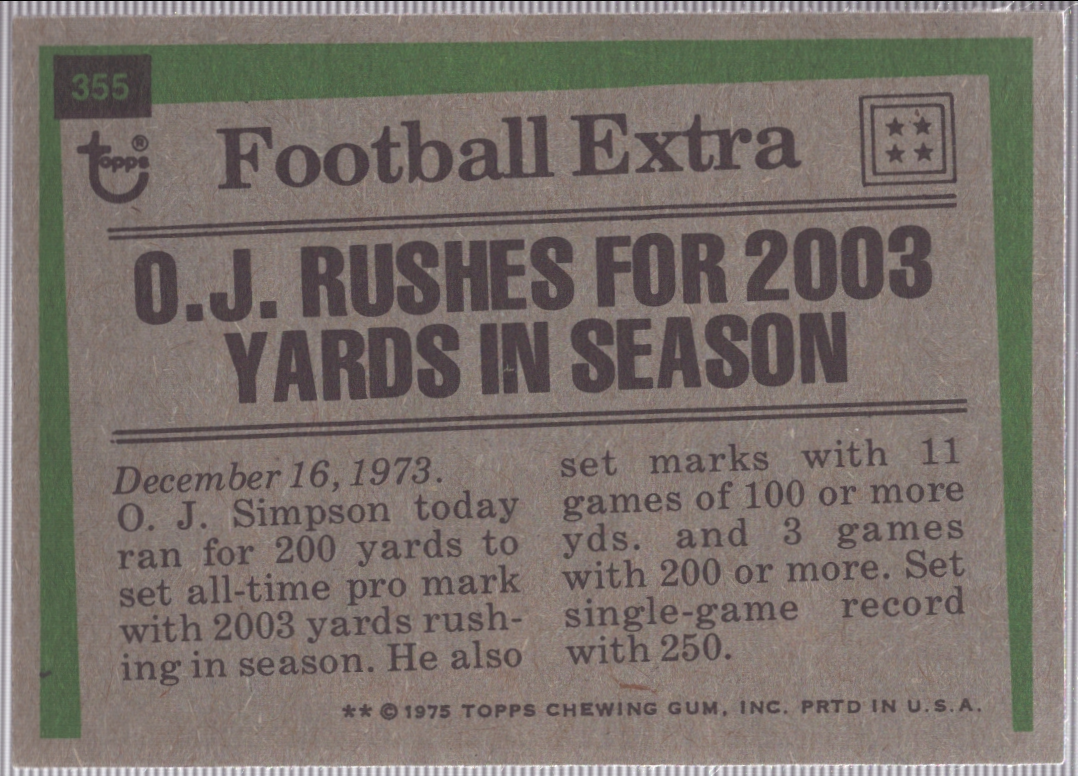 355
topps®
Football Extra
O.J. RUSHES FOR 2003
YARDS IN SEASON
December 16, 1973.
O. J. Simpson today
ran for 200 yards to
set all-time pro mark
with 2003 yards rush-
ing in season. He also
set marks with 11
games of 100 or more
yds. and 3 games
with 200 or more. Set
single-game record
with 250.
** © 1975 TOPPS CHEWING GUM, INC. PRTD IN U.S.A.